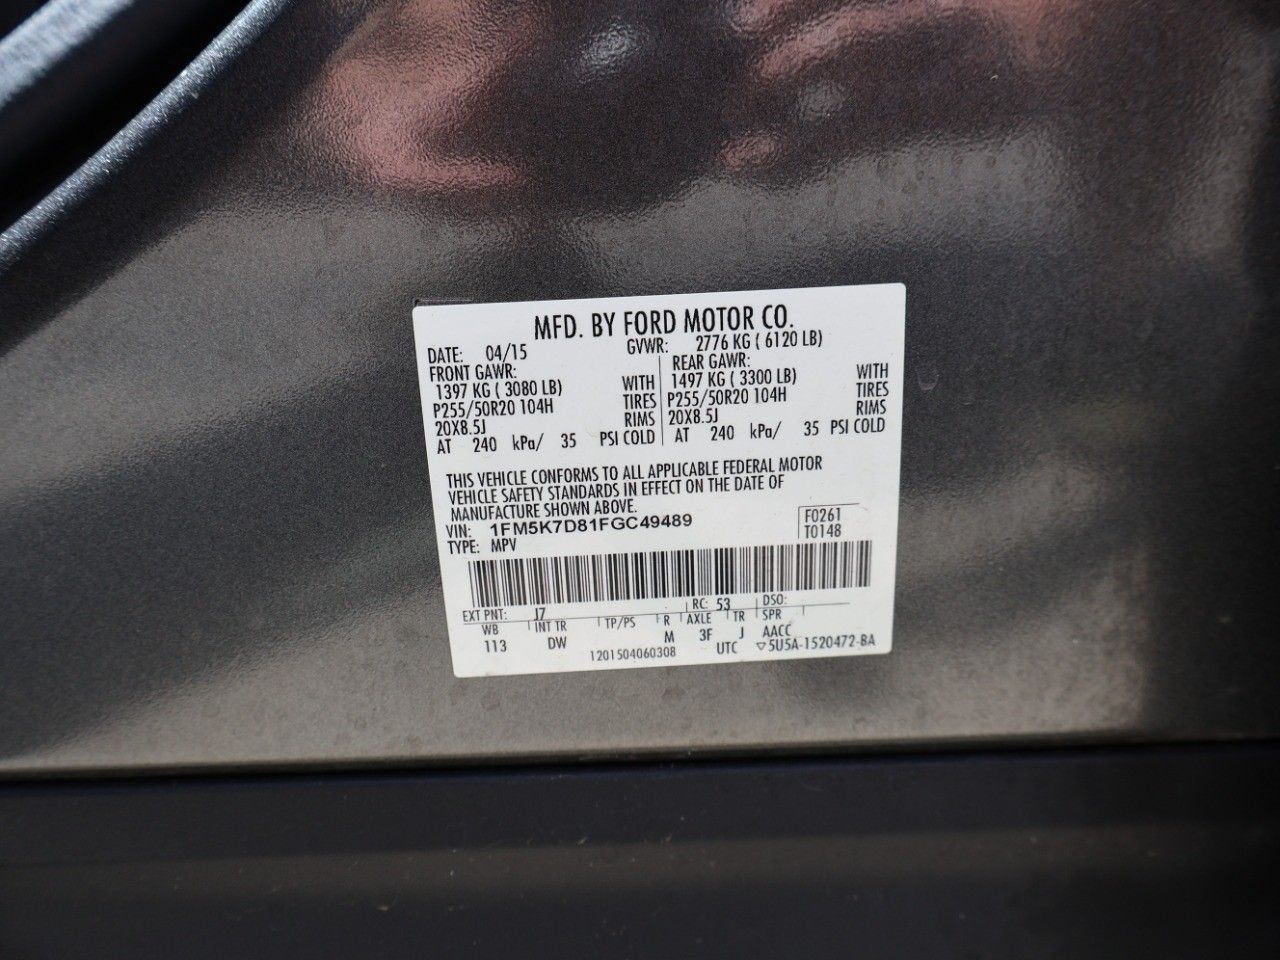 MFD. BY FORD MOTOR CO.
DATE: 04/15 GVWR: 2776 KG ( 6120 LB)
FRONT GAWR: REAR GAWR:
1397 KG ( 3080 LB) WITH 1497 KG ( 3300 LB) WITH
P255/50R20 104H TIRES P255/50R20 104H TIRES
20X8.5J RIMS 20X8.5J RIMS
AT 240 kPa/ 35 PSI COLD AT 240 kPa/ 35 PSI COLD
THIS VEHICLE CONFORMS TO ALL APPLICABLE FEDERAL MOTOR
VEHICLE SAFETY STANDARDS IN EFFECT ON THE DATE OF
MANUFACTURE SHOWN ABOVE.
VIN: 1FM5K7D81FGC49489 F0261
TYPE: MPV T0148
EXT PNT: J7 RC: 53 DSO:
WB INT TR TP/PS R AXLE TR SPR
113 DW M 3F J AACC
1201504060308 UTC ▽5U5A-1520472-BA